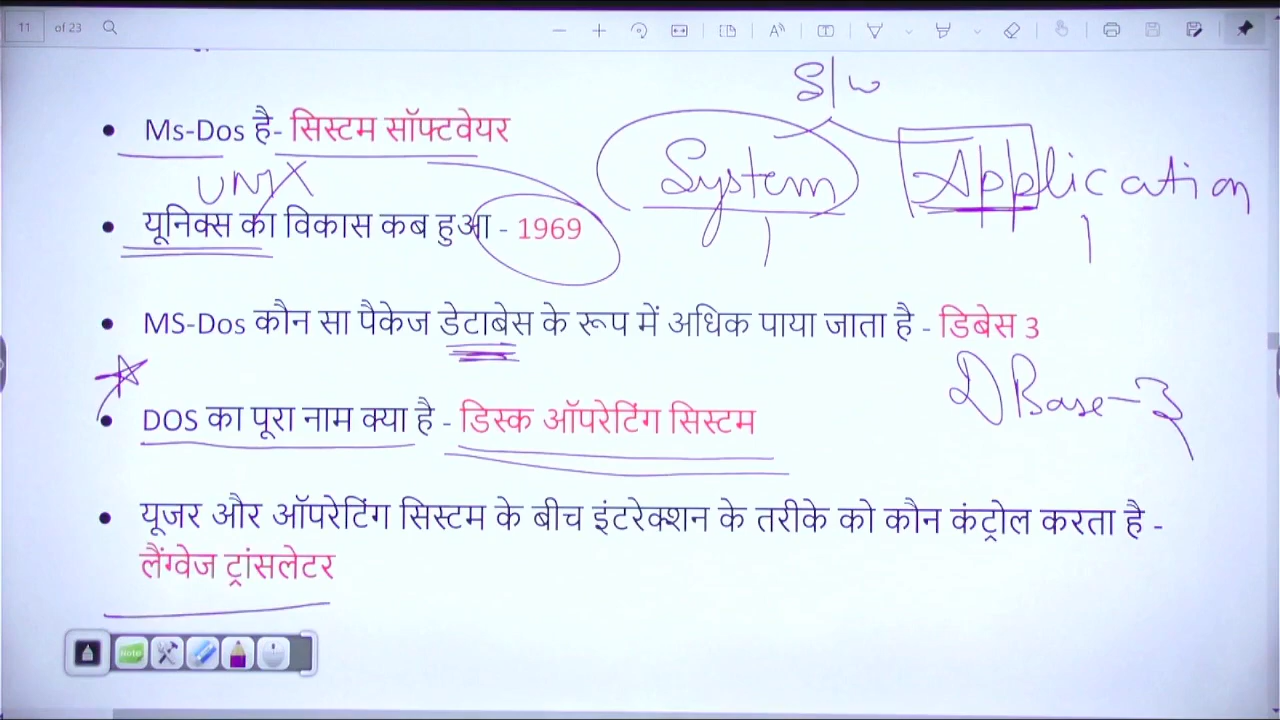 11 of 23
S/w
• Ms-Dos है- सिस्टम सॉफ्टवेयर
System Application
UNIX
• यूनिक्स का विकास कब हुआ - 1969
• MS-Dos कौन सा पैकेज डेटाबेस के रूप में अधिक पाया जाता है - डिबेस 3
DBase-3
• DOS का पूरा नाम क्या है - डिस्क ऑपरेटिंग सिस्टम
• यूजर और ऑपरेटिंग सिस्टम के बीच इंटरेक्शन के तरीके को कौन कंट्रोल करता है -
लैंग्वेज ट्रांसलेटर
Note